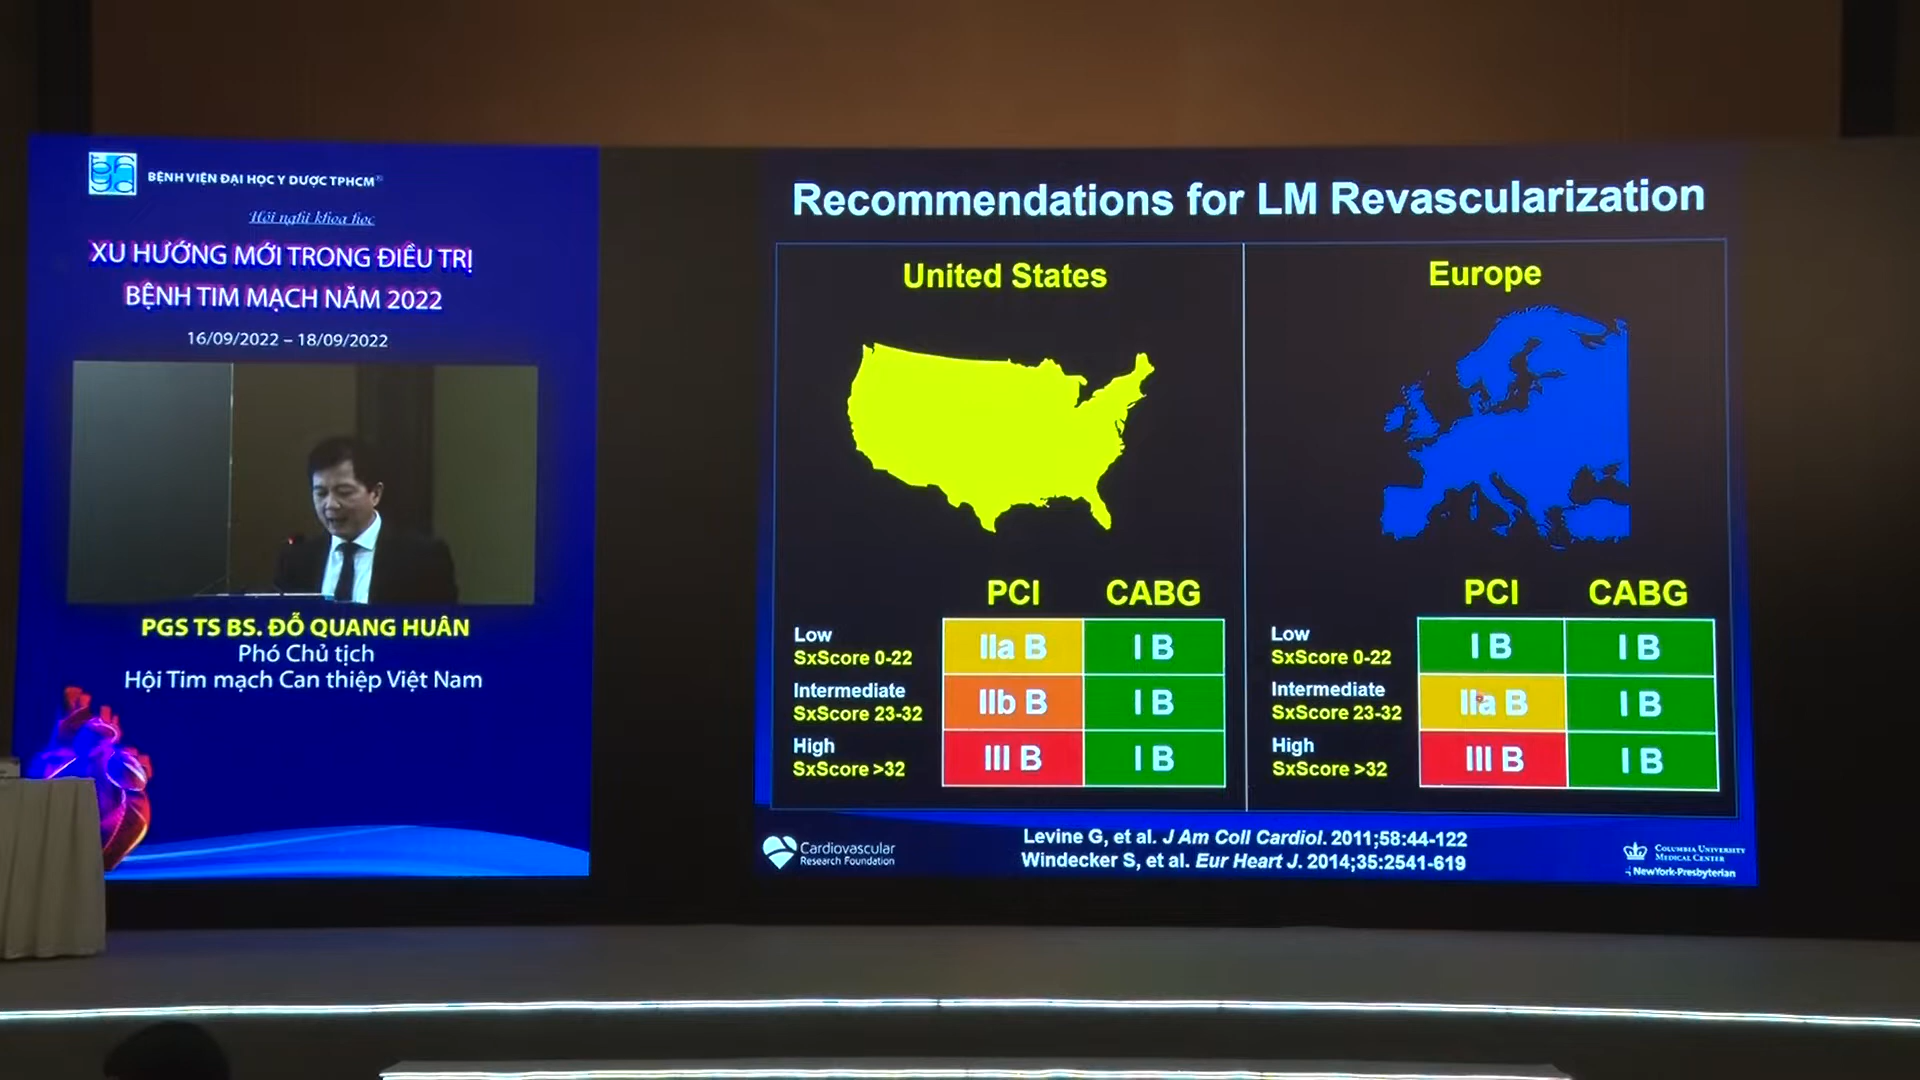 BỆNH VIỆN ĐẠI HỌC Y DƯỢC TPHCM
Hội nghị khoa học
XU HƯỚNG MỚI TRONG ĐIỀU TRỊ
BỆNH TIM MẠCH NĂM 2022
16/09/2022 – 18/09/2022
PGS TS BS. ĐỖ QUANG HUÂN
Phó Chủ tịch
Hội Tim mạch Can thiệp Việt Nam
Recommendations for LM Revascularization
United States
PCI CABG
Low
SxScore 0-22 IIa B I B
Intermediate
SxScore 23-32 IIb B I B
High
SxScore >32 III B I B
Europe
PCI CABG
Low
SxScore 0-22 I B I B
Intermediate
SxScore 23-32 IIa B I B
High
SxScore >32 III B I B
Levine G, et al. J Am Coll Cardiol. 2011;58:44-122
Windecker S, et al. Eur Heart J. 2014;35:2541-619
Cardiovascular
Research Foundation
COLUMBIA UNIVERSITY
MEDICAL CENTER
NewYork-Presbyterian